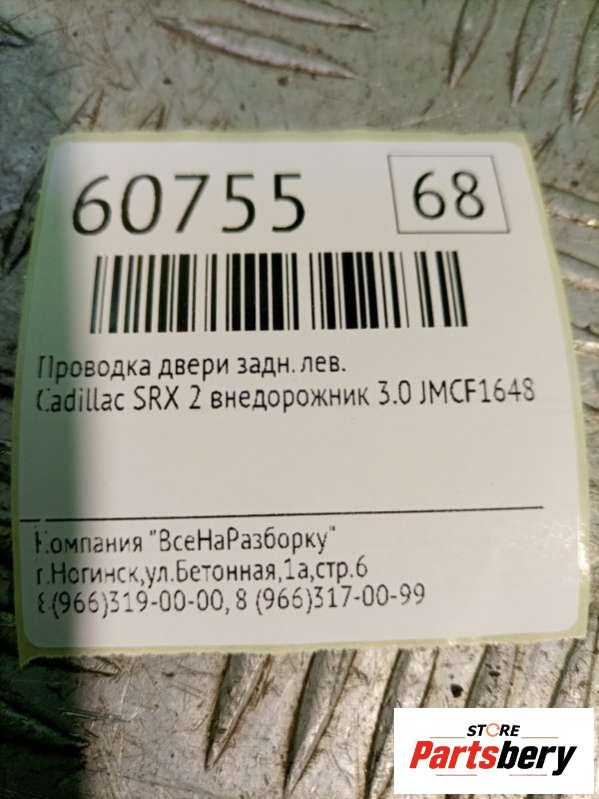 60755
68
Проводка двери задн. лев.
Cadillac SRX 2 внедорожник 3.0 JMCF1648
Компания "ВсеНаРазборку"
г.Ногинск,ул.Бетонная,1а,стр.6
8 (966)319-00-00, 8 (966)317-00-99
STORE
Partsbery